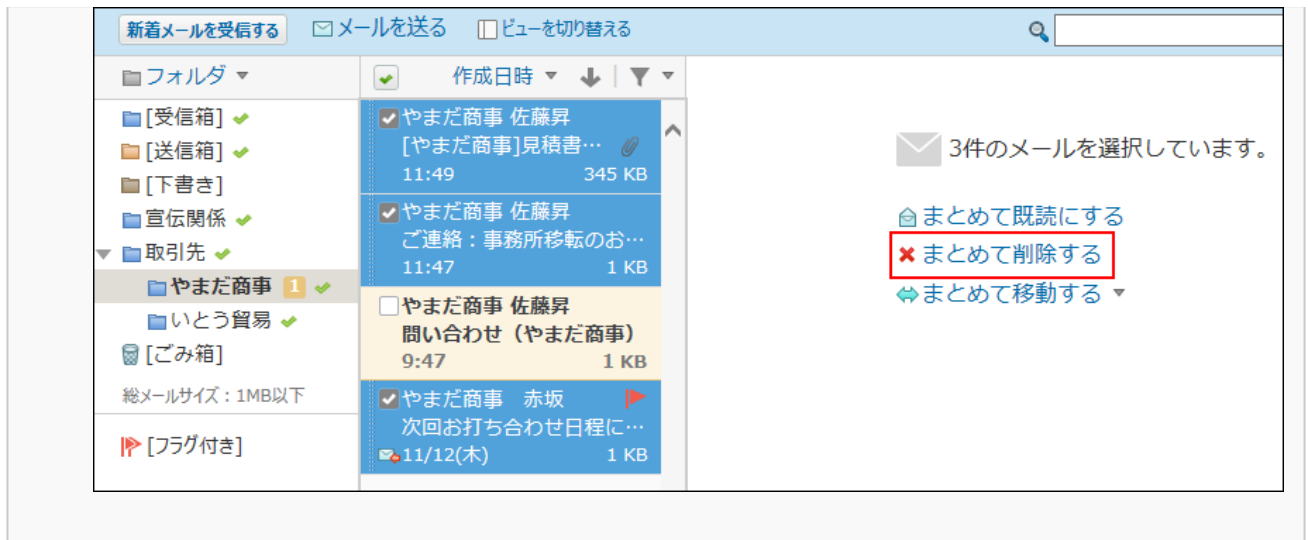 新着メールを受信する メールを送る ビューを切り替える
フォルダ
[受信箱]
[送信箱]
[下書き]
宣伝関係
取引先
やまだ商事 1
いとう貿易
[ごみ箱]
総メールサイズ：1MB以下
[フラグ付き]
作成日時
やまだ商事 佐藤昇
[やまだ商事]見積書…
11:49 345 KB
やまだ商事 佐藤昇
ご連絡：事務所移転のお…
11:47 1 KB
やまだ商事 佐藤昇
問い合わせ（やまだ商事）
9:47 1 KB
やまだ商事　赤坂
次回お打ち合わせ日程に…
11/12(木) 1 KB
3件のメールを選択しています。
まとめて既読にする
まとめて削除する
まとめて移動する